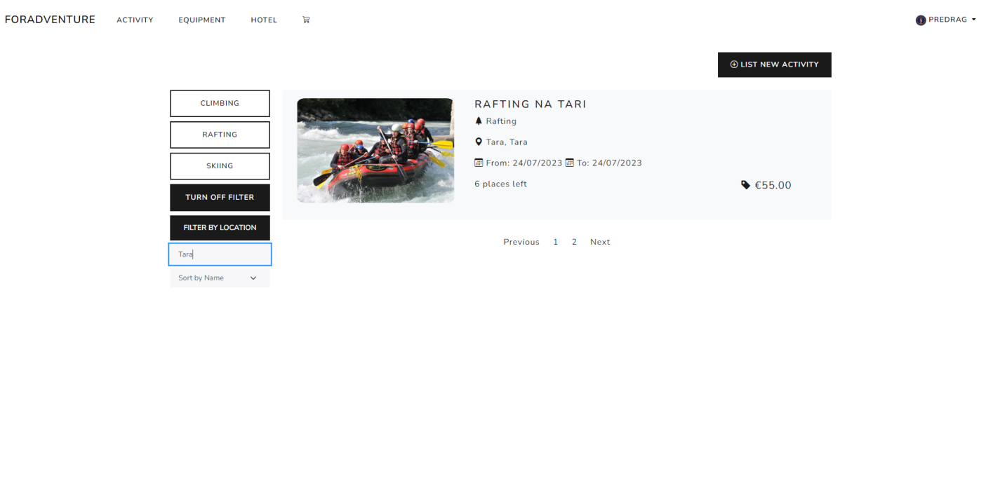 FORADVENTURE ACTIVITY EQUIPMENT HOTEL PREDRAG
LIST NEW ACTIVITY
CLIMBING
RAFTING
SKIING
TURN OFF FILTER
FILTER BY LOCATION
Tara
Sort by Name
RAFTING NA TARI
Rafting
Tara, Tara
From: 24/07/2023 To: 24/07/2023
6 places left
€55.00
Previous 1 2 Next